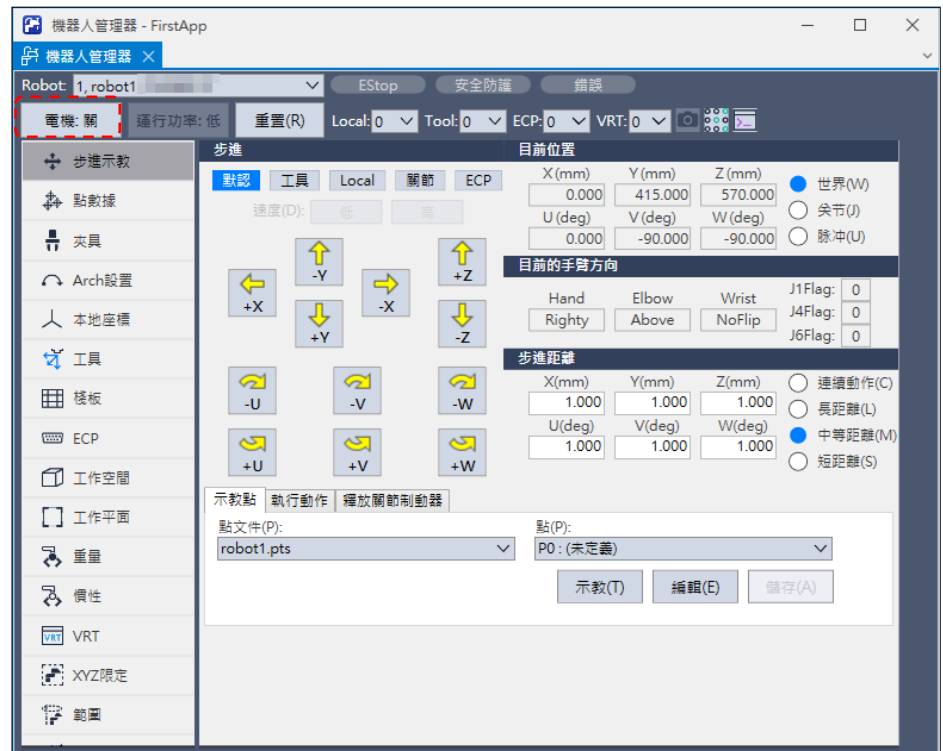 機器人管理器 - FirstApp
機器人管理器
Robot: 1, robot1 EStop 安全防護 錯誤
電機: 關 運行功率: 低 重置(R) Local: 0 Tool: 0 ECP: 0 VRT: 0
步進示教
點數據
夾具
Arch設置
本地座標
工具
棧板
ECP
工作空間
工作平面
重量
慣性
VRT
XYZ限定
範圍
步進
默認 工具 Local 關節 ECP
速度(D): 低 高
-Y +Z
+X -X
+Y -Z
-U -V -W
+U +V +W
目前位置
X(mm) Y(mm) Z(mm)
0.000 415.000 570.000
U(deg) V(deg) W(deg)
0.000 -90.000 -90.000
世界(W)
关节(J)
脉冲(U)
目前的手臂方向
Hand Elbow Wrist
Righty Above NoFlip
J1Flag: 0
J4Flag: 0
J6Flag: 0
步進距離
X(mm) Y(mm) Z(mm)
1.000 1.000 1.000
U(deg) V(deg) W(deg)
1.000 1.000 1.000
連續動作(C)
長距離(L)
中等距離(M)
短距離(S)
示教點 執行動作 釋放關節制動器
點文件(P): 點(P):
robot1.pts P0 : (未定義)
示教(T) 編輯(E) 儲存(A)